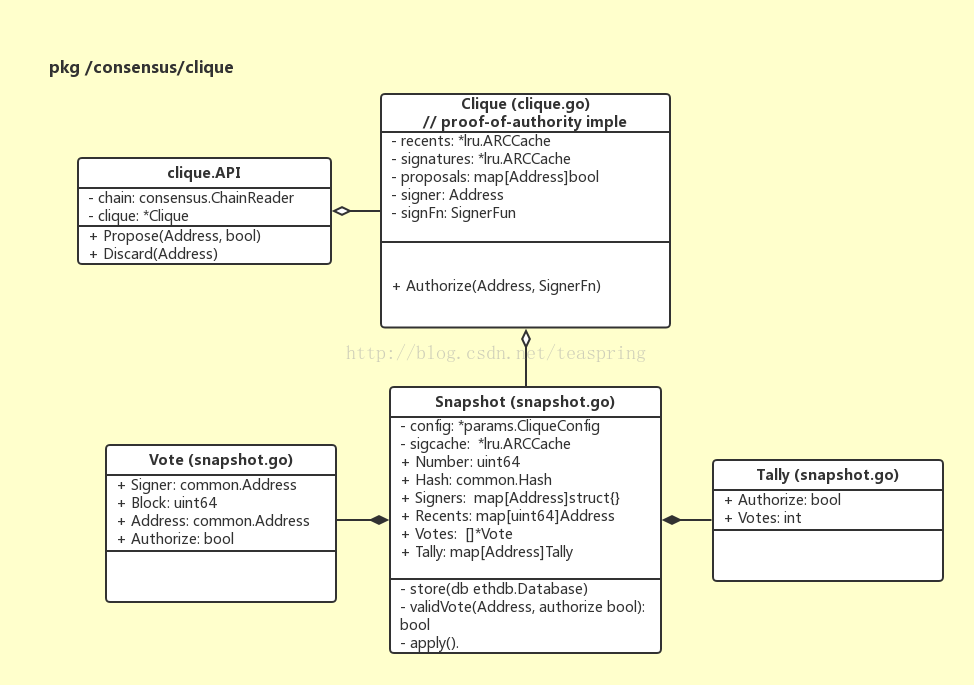 pkg /consensus/clique
Clique (clique.go)
// proof-of-authority imple
- recents: *lru.ARCCache
- signatures: *lru.ARCCache
- proposals: map[Address]bool
- signer: Address
- signFn: SignerFun
+ Authorize(Address, SignerFn)
clique.API
- chain: consensus.ChainReader
- clique: *Clique
+ Propose(Address, bool)
+ Discard(Address)
http://blog.csdn.net/teaspring
Snapshot (snapshot.go)
- config: *params.CliqueConfig
- sigcache:  *lru.ARCCache
+ Number: uint64
+ Hash: common.Hash
+ Signers:  map[Address]struct{}
+ Recents: map[uint64]Address
+ Votes:  []*Vote
+ Tally: map[Address]Tally
- store(db ethdb.Database)
- validVote(Address, authorize bool):
bool
- apply().
Vote (snapshot.go)
+ Signer: common.Address
+ Block: uint64
+ Address: common.Address
+ Authorize: bool
Tally (snapshot.go)
+ Authorize: bool
+ Votes: int